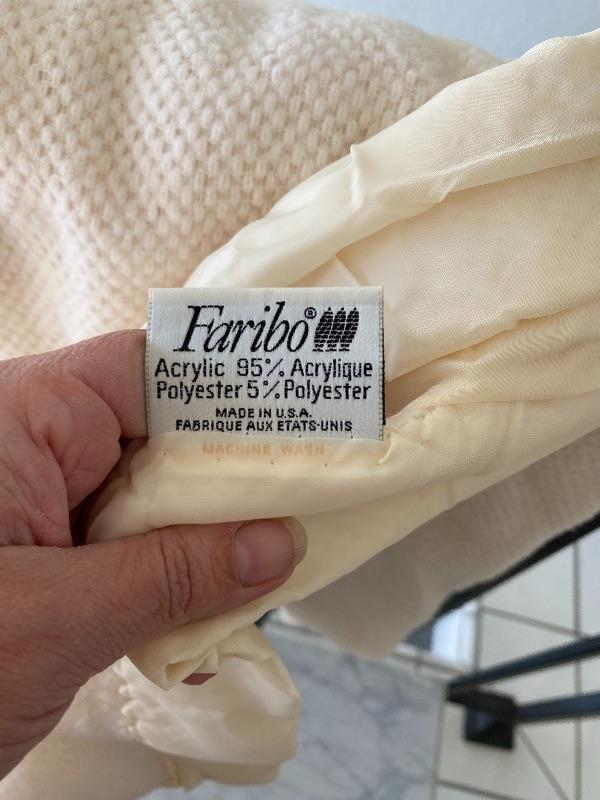 Faribo®
Acrylic 95% Acrylique
Polyester 5% Polyester
MADE IN U.S.A.
FABRIQUE AUX ETATS-UNIS
MACHINE WASH